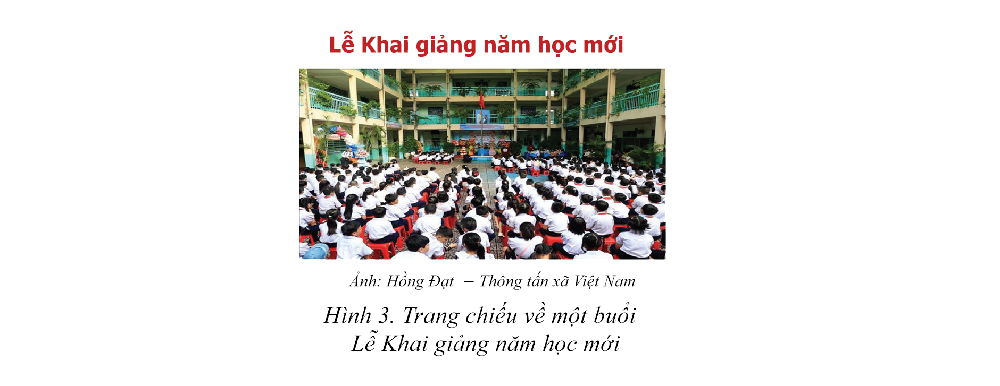 Lễ Khai giảng năm học mới
Ảnh: Hồng Đạt – Thông tấn xã Việt Nam
Hình 3. Trang chiếu về một buổi
Lễ Khai giảng năm học mới